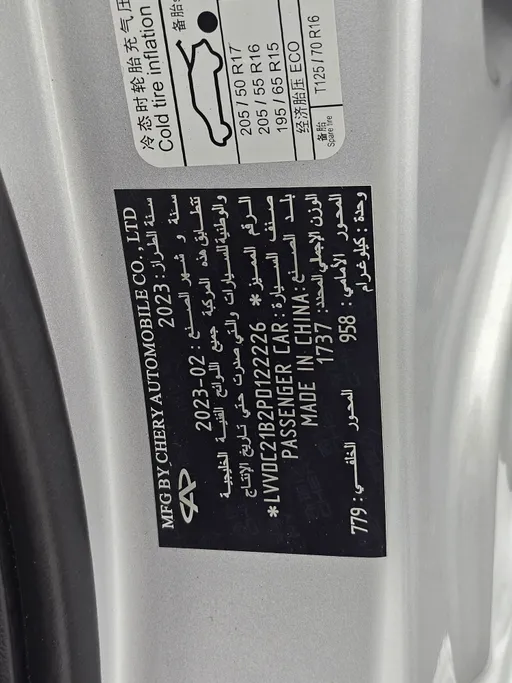 冷态时轮胎充气压
Cold tire inflation
备胎
205 / 50 R17
205 / 55 R16
195 / 65 R15
经济胎压 ECO
T125 / 70 R16
备胎
Spare tire
MFG BY CHERY AUTOMOBILE CO., LTD
سنة الطراز: 2023
سنة و شهر الصنع: 2023-02
تتطابق هذه المركبة جميع اللوائح الفنية الخليجية
والوطنية للسيارات والتي صدرت حتى تاريخ الإنتاج
الرقم المميز: *LVVDC21B2PD122226*
صنف السيارة: PASSENGER CAR
بلد الصنع: MADE IN CHINA
الوزن الإجمالي المحدد: 1737
المحور الأمامي: 958 المحور الخلفي: 779
وحدة: كيلوغرام